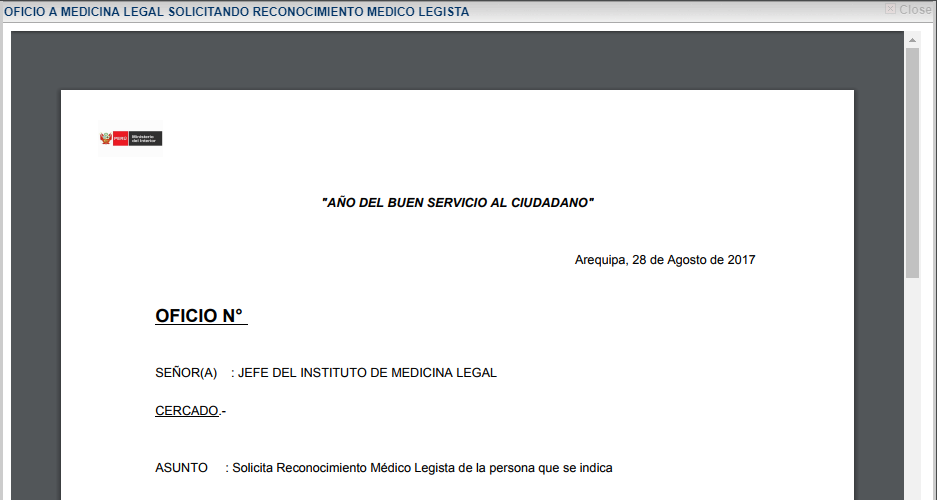 OFICIO A MEDICINA LEGAL SOLICITANDO RECONOCIMIENTO MEDICO LEGISTA
Close
PERÚ Ministerio
del Interior
"AÑO DEL BUEN SERVICIO AL CIUDADANO"
Arequipa, 28 de Agosto de 2017
OFICIO N°
SEÑOR(A) : JEFE DEL INSTITUTO DE MEDICINA LEGAL
CERCADO.-
ASUNTO : Solicita Reconocimiento Médico Legista de la persona que se indica